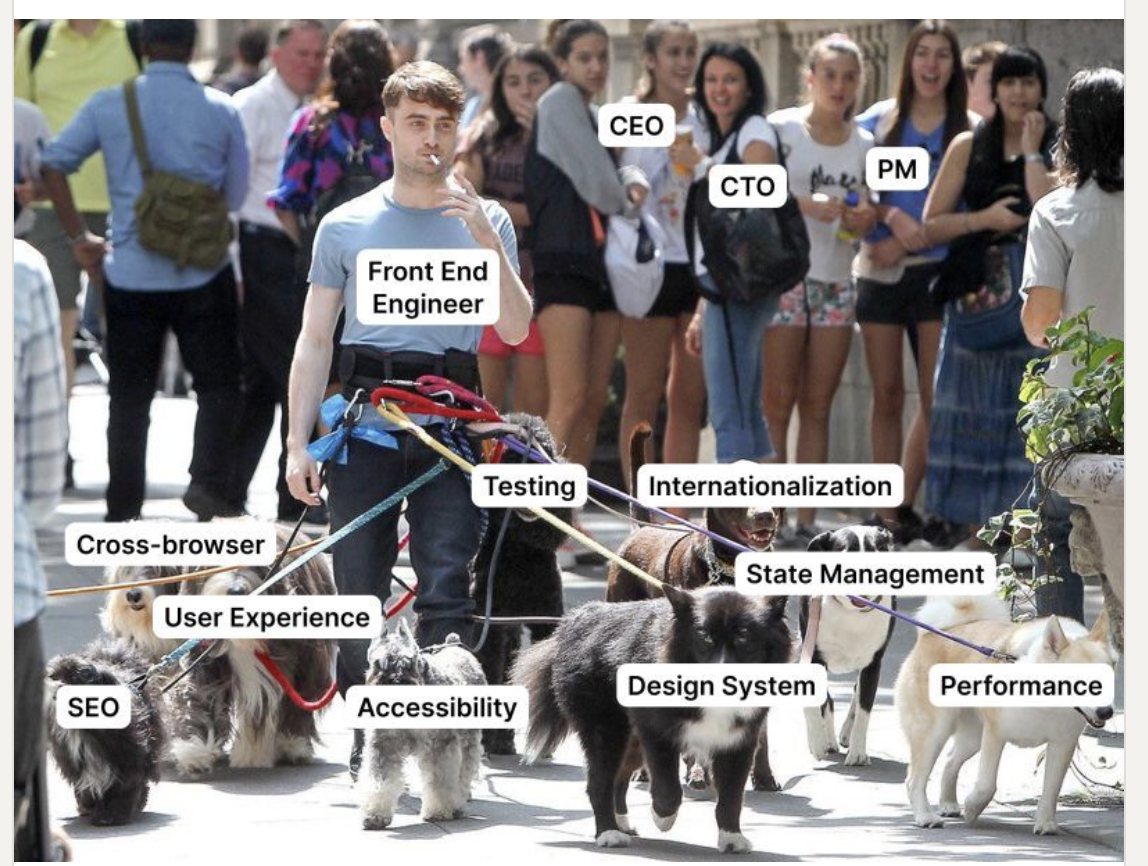 CEO
CTO
PM
Front End
Engineer
Testing
Internationalization
Cross-browser
State Management
User Experience
Design System
Performance
SEO
Accessibility